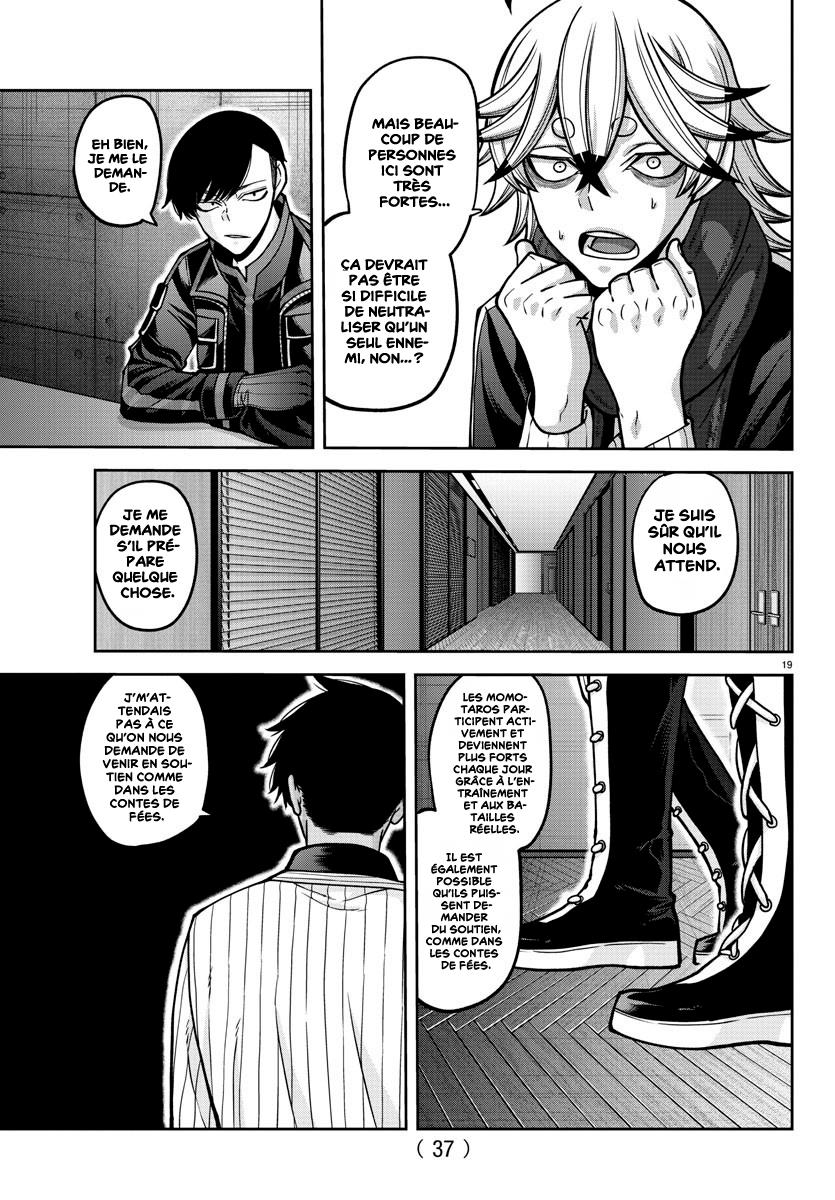 MAIS BEAU-
COUP DE
PERSONNES
ICI SONT
TRÈS
FORTES...
ÇA DEVRAIT
PAS ÊTRE
SI DIFFICILE
DE NEUTRA-
LISER QU'UN
SEUL ENNE-
MI, NON...?
EH BIEN,
JE ME LE
DEMAN-
DE.
JE SUIS
SÛR QU'IL
NOUS
ATTEND.
JE ME
DEMANDE
S'IL PRÉ-
PARE
QUELQUE
CHOSE.
19
LES MOMO-
TAROS PAR-
TICIPENT ACTI-
VEMENT ET
DEVIENNENT
PLUS FORTS
CHAQUE JOUR
GRÂCE À L'EN-
TRAÎNEMENT
ET AUX BA-
TAILLES
RÉELLES.
IL EST
ÉGALEMENT
POSSIBLE
QU'ILS PUIS-
SENT DE-
MANDER
DU SOUTIEN,
COMME DANS
LES CONTES
DE FÉES.
J'M'AT-
TENDAIS
PAS À CE
QU'ON NOUS
DEMANDE DE
VENIR EN SOU-
TIEN COMME
DANS LES
CONTES DE
FÉES.
( 37 )